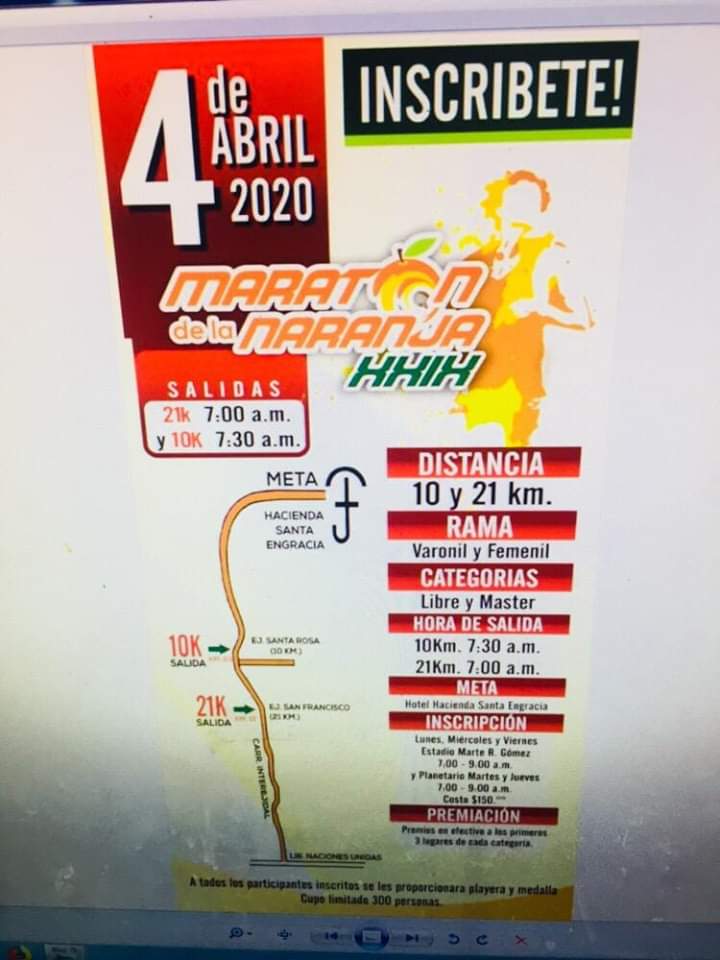 4 de
ABRIL
2020
INSCRIBETE!
MARATÓN
de la NARANJA
XXIX
SALIDAS
21k 7:00 a.m.
y 10K 7:30 a.m.
META
HACIENDA
SANTA
ENGRACIA
10K
SALIDA
EJ. SANTA ROSA
(10 KM.)
21K
SALIDA
EJ. SAN FRANCISCO
(21 KM.)
CARR. INTEREJIDAL
LIB. NACIONES UNIDAS
DISTANCIA
10 y 21 km.
RAMA
Varonil y Femenil
CATEGORIAS
Libre y Master
HORA DE SALIDA
10Km. 7:30 a.m.
21Km. 7:00 a.m.
META
Hotel Hacienda Santa Engracia
INSCRIPCIÓN
Lunes, Miércoles y Viernes
Estadio Marte R. Gómez
7:00 - 9:00 a.m.
y Planetario Martes y Jueves
7:00 - 9:00 a.m.
Costo $150.
PREMIACIÓN
Premios en efectivo a los primeros
3 lugares de cada categoría.
A todos los participantes inscritos se les proporcionara playera y medalla
Cupo limitado 300 personas.